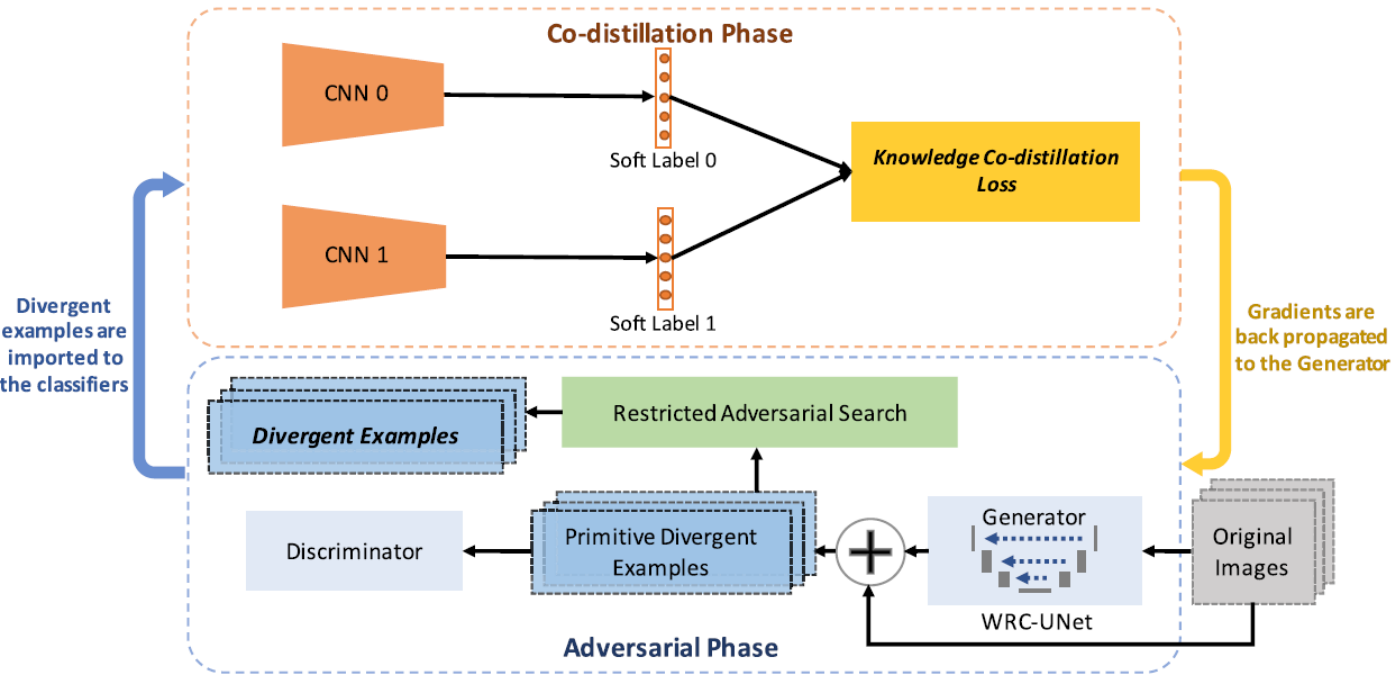 Co-distillation Phase
CNN 0
Soft Label 0
Knowledge Co-distillation
Loss
CNN 1
Soft Label 1
Divergent
examples are
imported to
the classifiers
Gradients are
back propagated
to the Generator
Divergent Examples
Restricted Adversarial Search
Discriminator
Primitive Divergent
Examples
Generator
WRC-UNet
Original
Images
Adversarial Phase